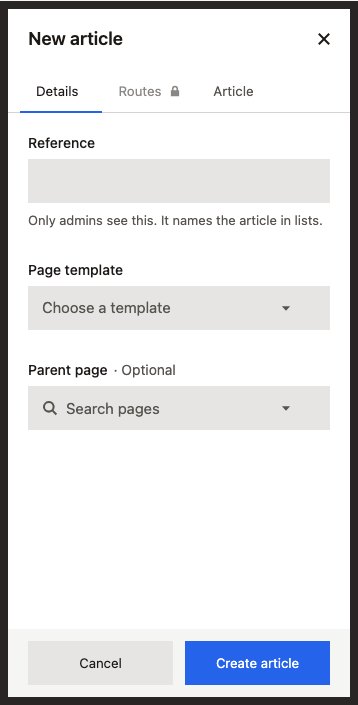 New article
Details
Routes
Article
Reference
Only admins see this. It names the article in lists.
Page template
Choose a template
Parent page · Optional
Search pages
Cancel
Create article